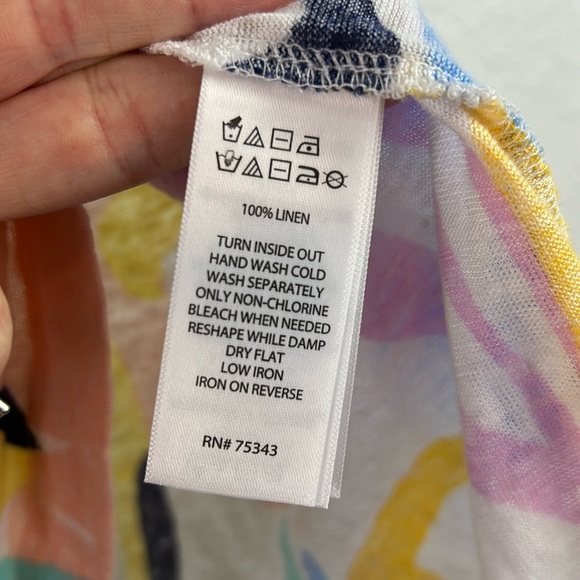 100% LINEN
TURN INSIDE OUT
HAND WASH COLD
WASH SEPARATELY
ONLY NON-CHLORINE
BLEACH WHEN NEEDED
RESHAPE WHILE DAMP
DRY FLAT
LOW IRON
IRON ON REVERSE
RN# 75343